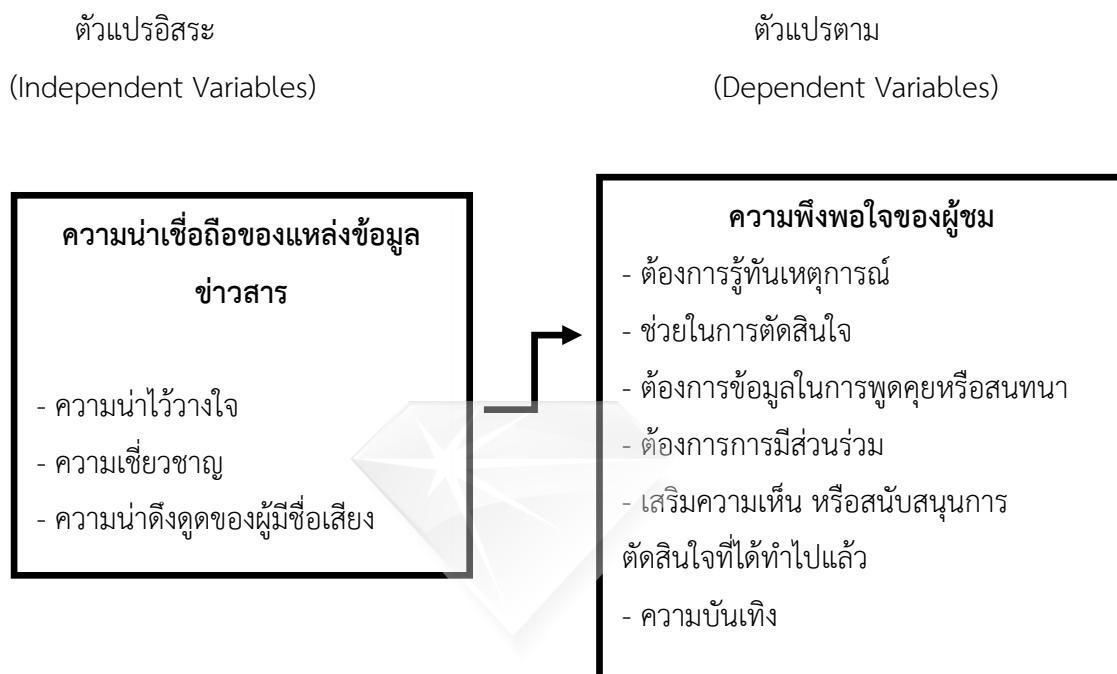 ตัวแปรอิสระ
(Independent Variables)
ตัวแปรตาม
(Dependent Variables)
ความน่าเชื่อถือของแหล่งข้อมูล
ข่าวสาร
- ความน่าไว้วางใจ
- ความเชี่ยวชาญ
- ความน่าดึงดูดของผู้มีชื่อเสียง
ความพึงพอใจของผู้ชม
- ต้องการรู้ทันเหตุการณ์
- ช่วยในการตัดสินใจ
- ต้องการข้อมูลในการพูดคุยหรือสนทนา
- ต้องการการมีส่วนร่วม
- เสริมความเห็น หรือสนับสนุนการ
ตัดสินใจที่ได้ทำไปแล้ว
- ความบันเทิง